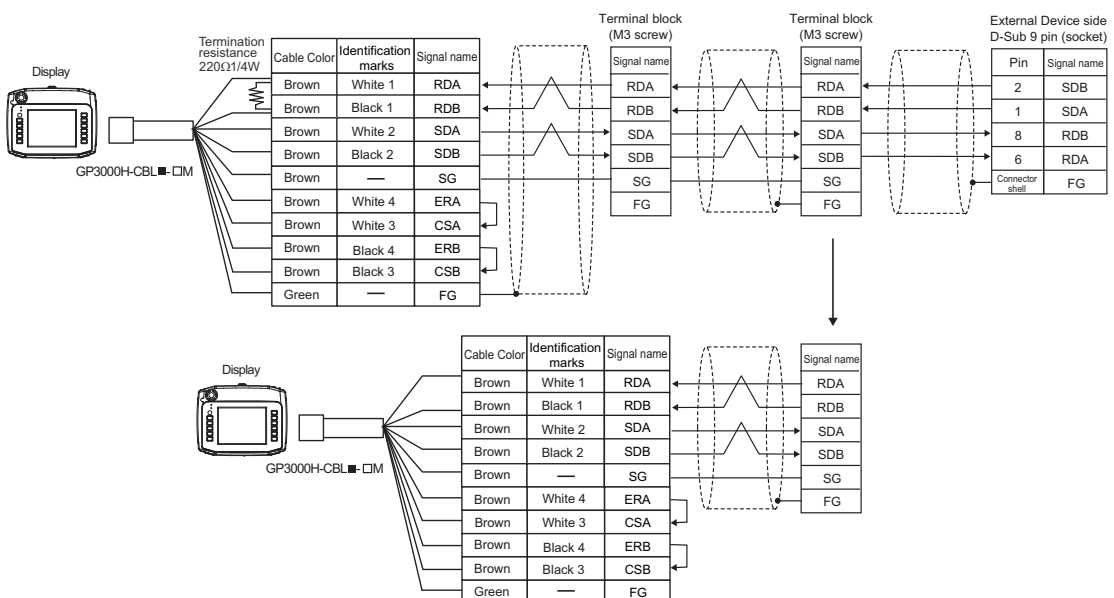 Display
GP3000H-CBL■-□M
Termination
resistance
220Ω1/4W
Cable Color Identification marks Signal name
Brown White 1 RDA
Brown Black 1 RDB
Brown White 2 SDA
Brown Black 2 SDB
Brown — SG
Brown White 4 ERA
Brown White 3 CSA
Brown Black 4 ERB
Brown Black 3 CSB
Green — FG
Terminal block
(M3 screw)
Signal name
RDA
RDB
SDA
SDB
SG
FG
Terminal block
(M3 screw)
Signal name
RDA
RDB
SDA
SDB
SG
FG
External Device side
D-Sub 9 pin (socket)
Pin Signal name
2 SDB
1 SDA
8 RDB
6 RDA
Connector shell FG
Display
GP3000H-CBL■-□M
Cable Color Identification marks Signal name
Brown White 1 RDA
Brown Black 1 RDB
Brown White 2 SDA
Brown Black 2 SDB
Brown — SG
Brown White 4 ERA
Brown White 3 CSA
Brown Black 4 ERB
Brown Black 3 CSB
Green — FG
Signal name
RDA
RDB
SDA
SDB
SG
FG